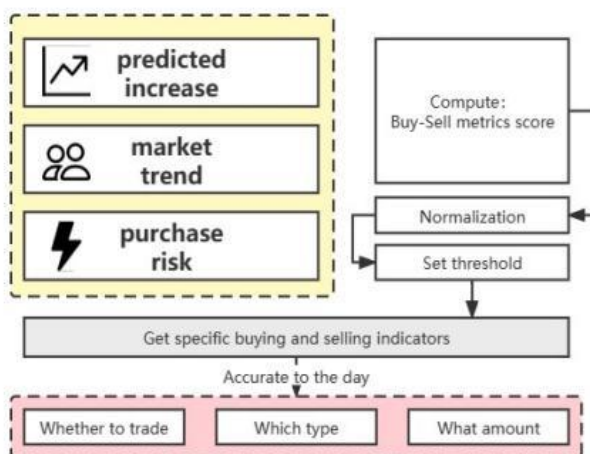 predicted
increase
market
trend
purchase
risk
Compute:
Buy-Sell metrics score
Normalization
Set threshold
Get specific buying and selling indicators
Accurate to the day
Whether to trade
Which type
What amount